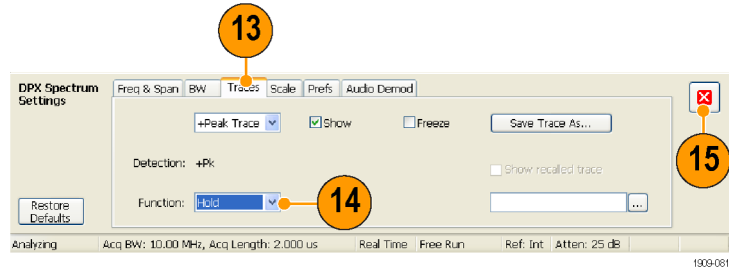 13
DPX Spectrum
Settings
Freq & Span BW Traces Scale Prefs Audio Demod
+Peak Trace Show Freeze Save Trace As...
15
Detection: +Pk Show recalled trace
Function: Hold 14 ...
Restore
Defaults
Analyzing Acq BW: 10.00 MHz, Acq Length: 2.000 us Real Time Free Run Ref: Int Atten: 25 dB
1909-081